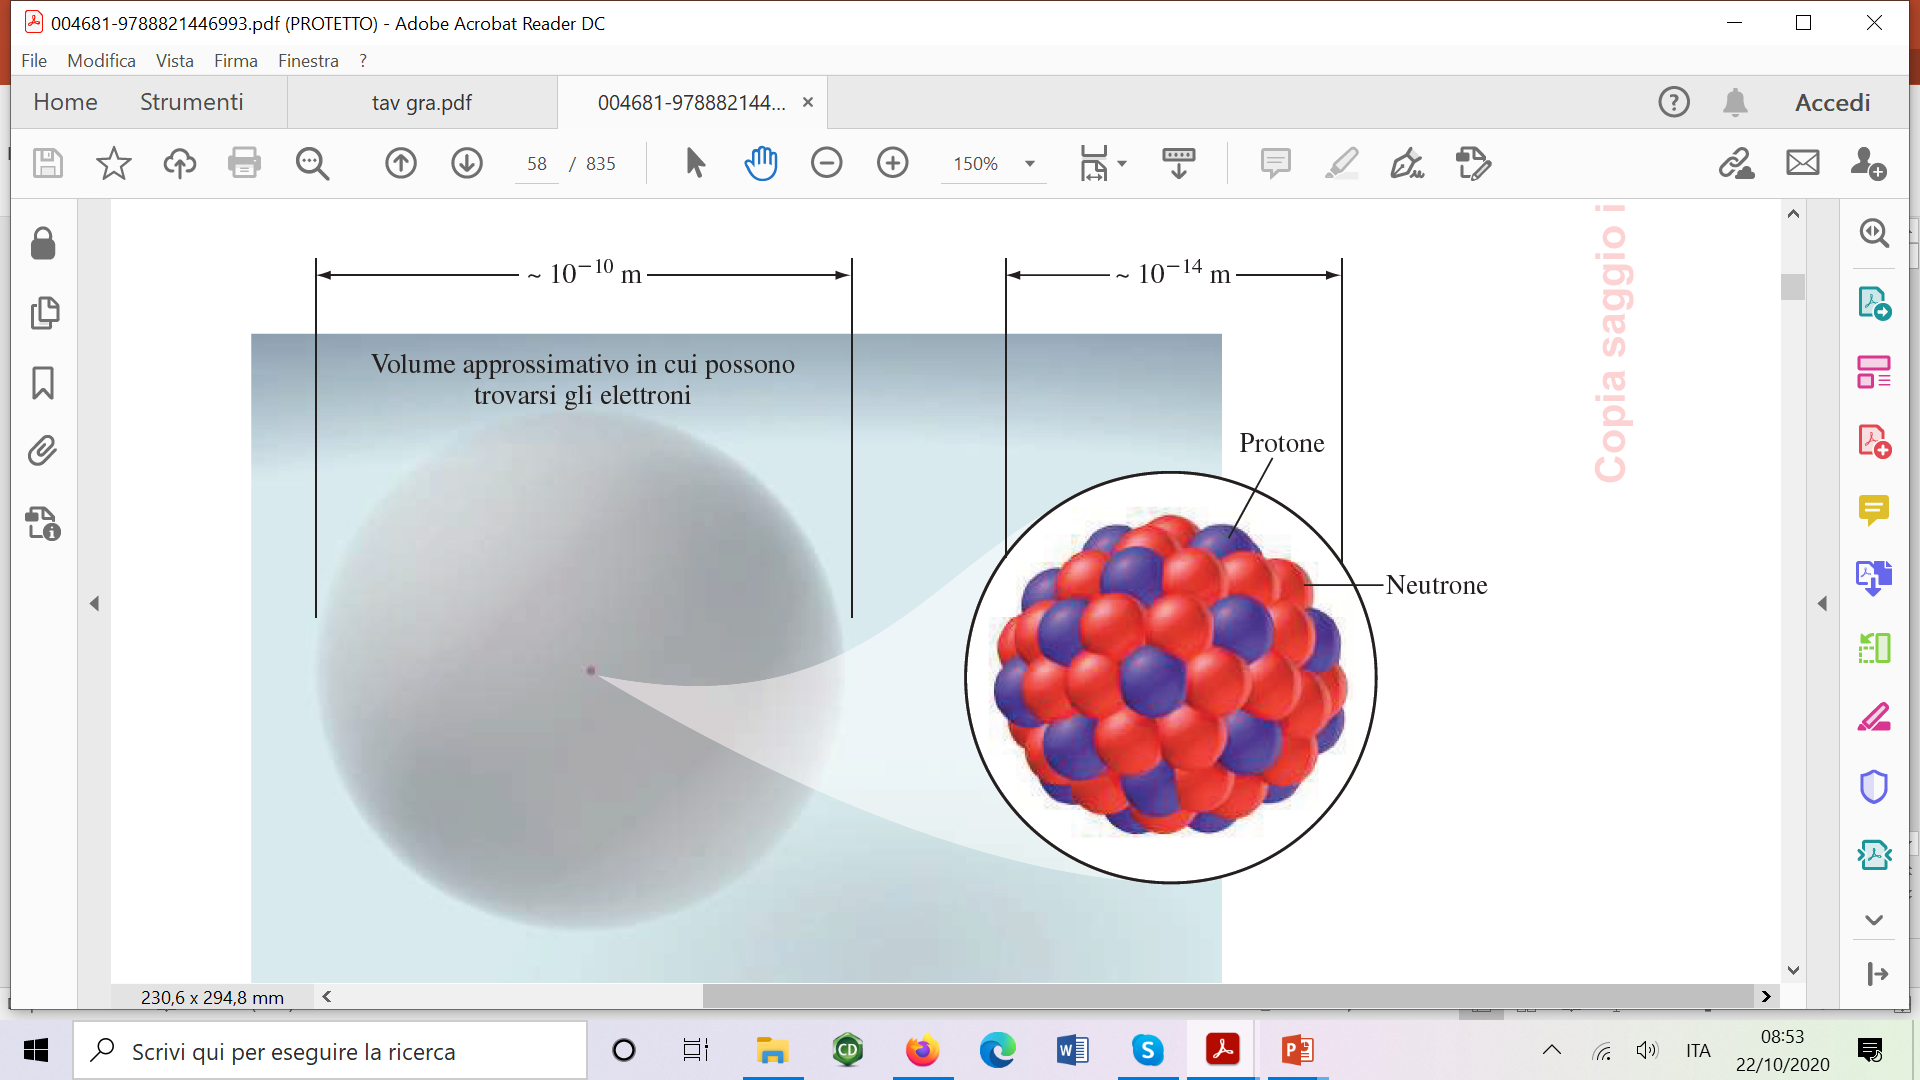 004681-9788821446993.pdf (PROTETTO) - Adobe Acrobat Reader DC
File Modifica Vista Firma Finestra ?
Home Strumenti tav gra.pdf 004681-978882144... × Accedi
58 / 835 150%
~ 10⁻¹⁰ m ~ 10⁻¹⁴ m
Volume approssimativo in cui possono
trovarsi gli elettroni
Protone
Neutrone
Copia saggio
230,6 x 294,8 mm
Scrivi qui per eseguire la ricerca
CD
ITA
08:53
22/10/2020